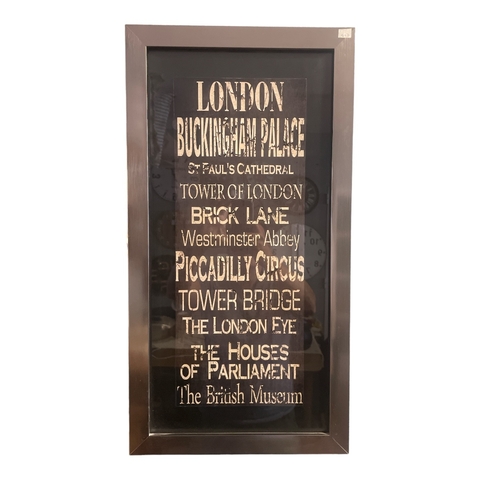 LONDON
BUCKINGHAM PALACE
ST PAUL'S CATHEDRAL
TOWER OF LONDON
BRICK LANE
Westminster Abbey
PICCADILLY CIRCUS
TOWER BRIDGE
THE LONDON EYE
THE HOUSES
OF PARLIAMENT
The British Museum